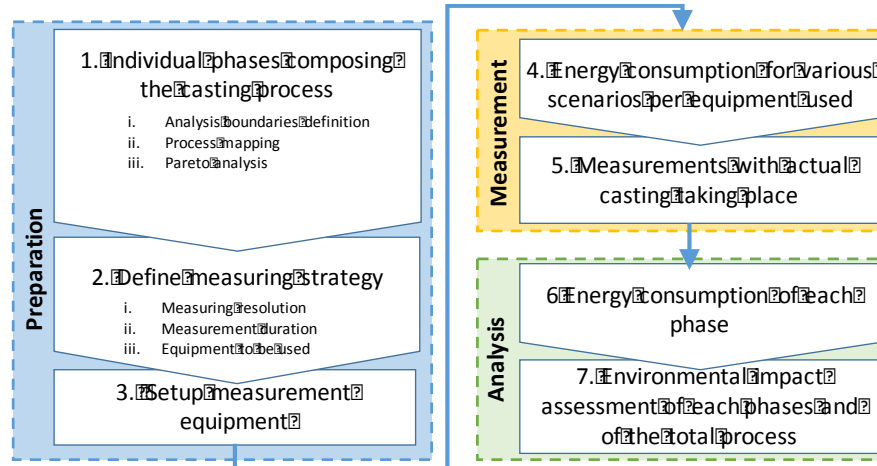 Preparation
1. Individual phases composing
the casting process
i. Analysis boundaries definition
ii. Process mapping
iii. Pareto analysis
2. Define measuring strategy
i. Measuring resolution
ii. Measurement duration
iii. Equipment to be used
3. Setup measurement
equipment
Measurement
4. Energy consumption for various
scenarios per equipment used
5. Measurements with actual
casting taking place
Analysis
6 Energy consumption of each
phase
7. Environmental impact
assessment of each phases and
of the total process